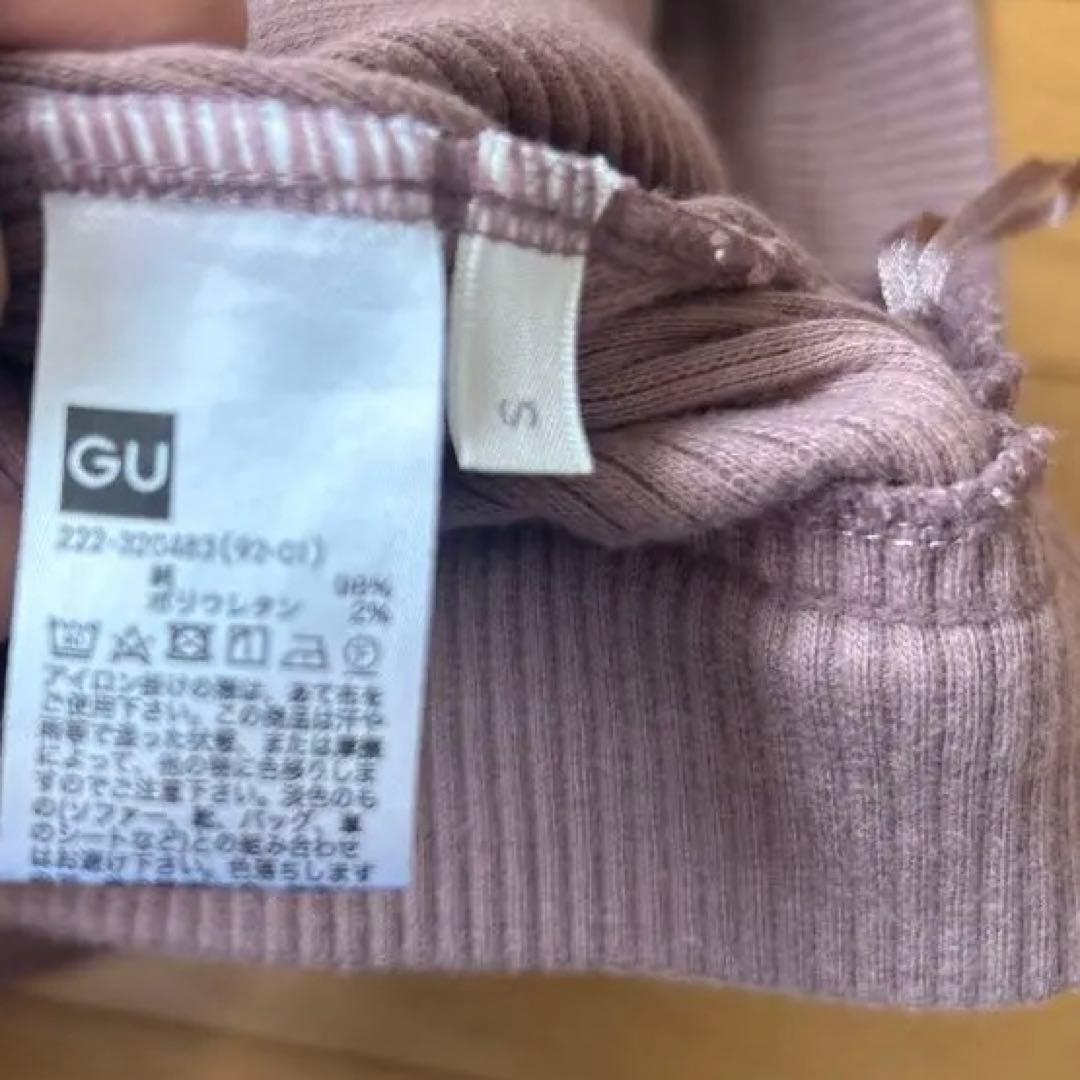 GU
222-320483(92-01)
綿 98%
ポリウレタン 2%
アイロン掛けの際は、あて布を
ご使用下さい。この商品は汗や
雨等で湿った状態、または摩擦
によって、他の物に色移りしま
すのでご注意下さい。淡色のも
の(ソファー、靴、バッグ、車
のシートなど)との組み合わせ
はお避け下さい。色落ちします
S